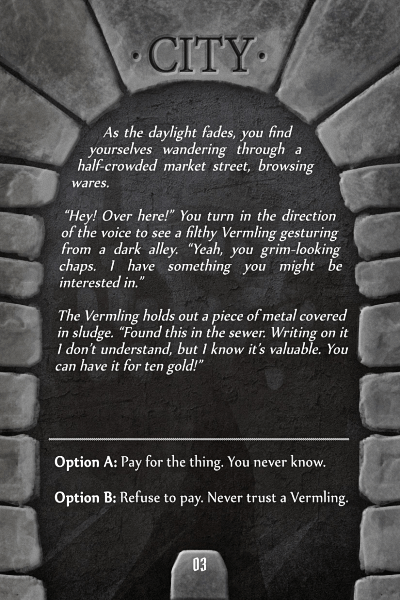 ·CITY·
As the daylight fades, you find
yourselves wandering through a
half-crowded market street, browsing
wares.
“Hey! Over here!” You turn in the direction
of the voice to see a filthy Vermling gesturing
from a dark alley. “Yeah, you grim-looking
chaps. I have something you might be
interested in.”
The Vermling holds out a piece of metal covered
in sludge. “Found this in the sewer. Writing on it
I don’t understand, but I know it’s valuable. You
can have it for ten gold!”
Option A: Pay for the thing. You never know.
Option B: Refuse to pay. Never trust a Vermling.
03